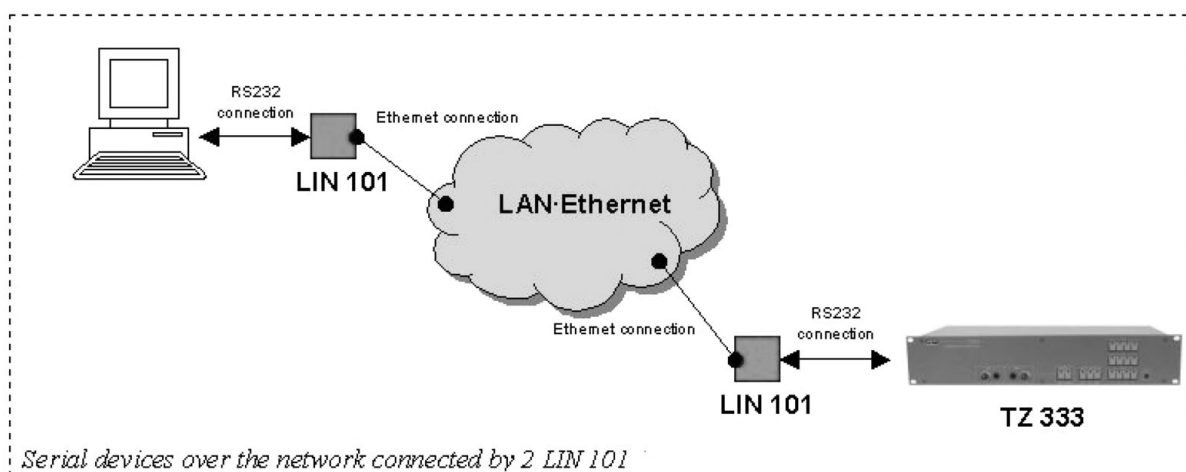 RS232
connection
Ethernet connection
LIN 101
LAN·Ethernet
Ethernet connection
RS232
connection
LIN 101
TZ 333
Serial devices over the network connected by 2 LIN 101